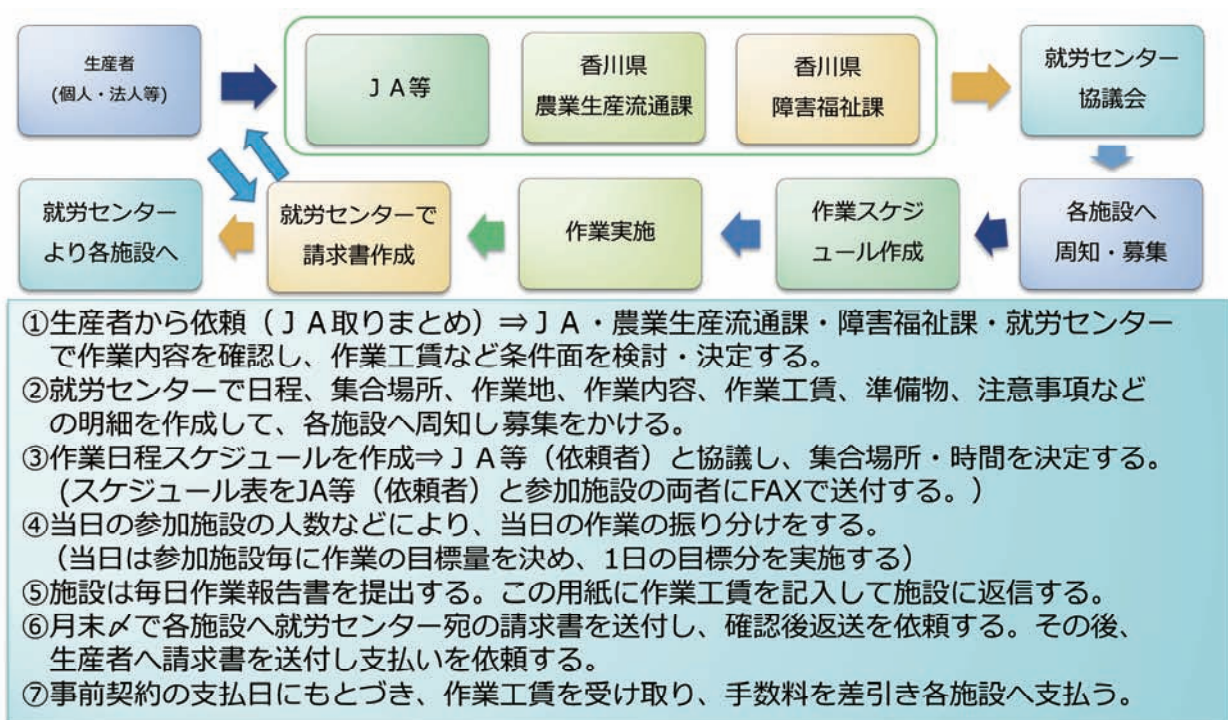 生産者
(個人・法人等)
ＪＡ等
香川県
農業生産流通課
香川県
障害福祉課
就労センター
協議会
就労センター
より各施設へ
就労センターで
請求書作成
作業実施
作業スケジ
ュール作成
各施設へ
周知・募集
①生産者から依頼（ＪＡ取りまとめ）⇒ＪＡ・農業生産流通課・障害福祉課・就労センター
で作業内容を確認し、作業工賃など条件面を検討・決定する。
②就労センターで日程、集合場所、作業地、作業内容、作業工賃、準備物、注意事項など
の明細を作成して、各施設へ周知し募集をかける。
③作業日程スケジュールを作成⇒ＪＡ等（依頼者）と協議し、集合場所・時間を決定する。
(スケジュール表をJA等（依頼者）と参加施設の両者にFAXで送付する。）
④当日の参加施設の人数などにより、当日の作業の振り分けをする。
（当日は参加施設毎に作業の目標量を決め、1日の目標分を実施する）
⑤施設は毎日作業報告書を提出する。この用紙に作業工賃を記入して施設に返信する。
⑥月末〆で各施設へ就労センター宛の請求書を送付し、確認後返送を依頼する。その後、
生産者へ請求書を送付し支払いを依頼する。
⑦事前契約の支払日にもとづき、作業工賃を受け取り、手数料を差引き各施設へ支払う。